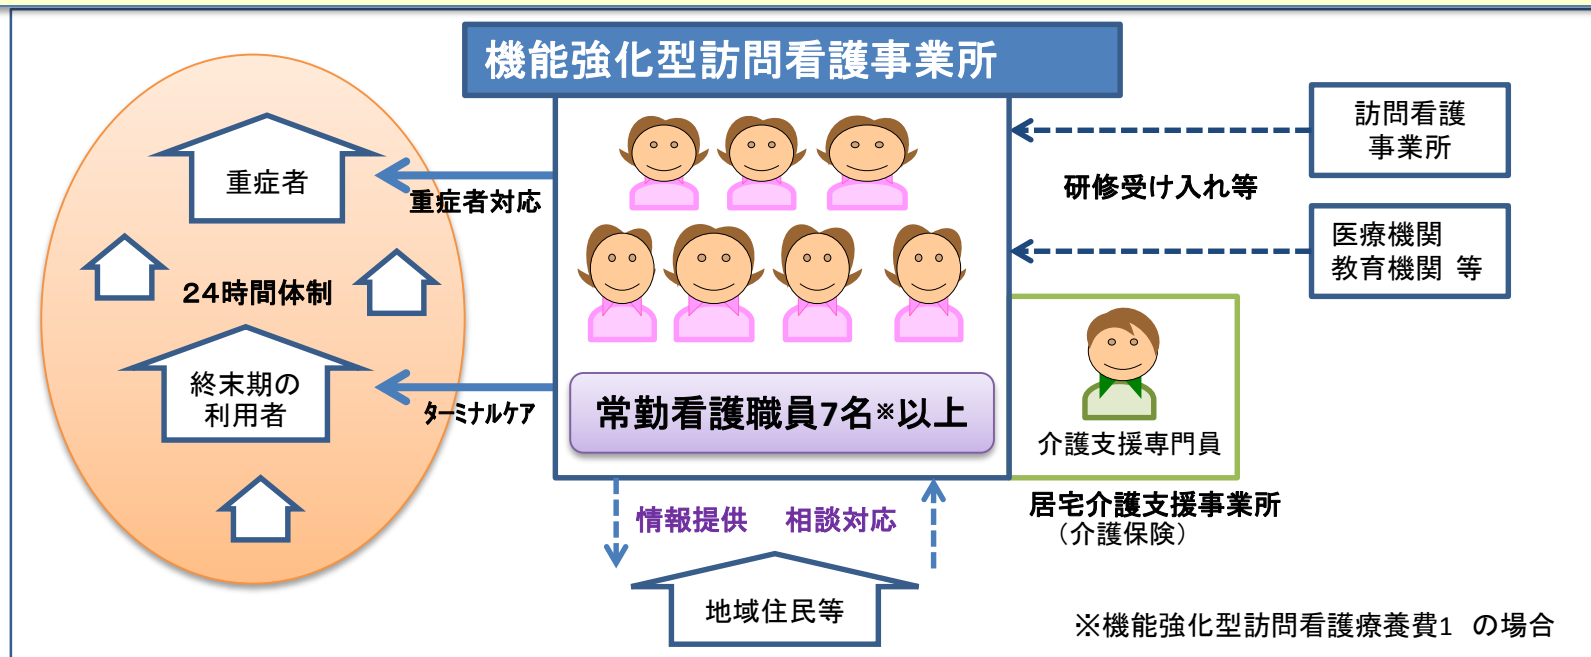 機能強化型訪問看護事業所
重症者
重症者対応
24時間体制
終末期の
利用者
ターミナルケア
常勤看護職員7名※以上
訪問看護
事業所
研修受け入れ等
医療機関
教育機関 等
介護支援専門員
居宅介護支援事業所
（介護保険）
情報提供 相談対応
地域住民等
※機能強化型訪問看護療養費1 の場合